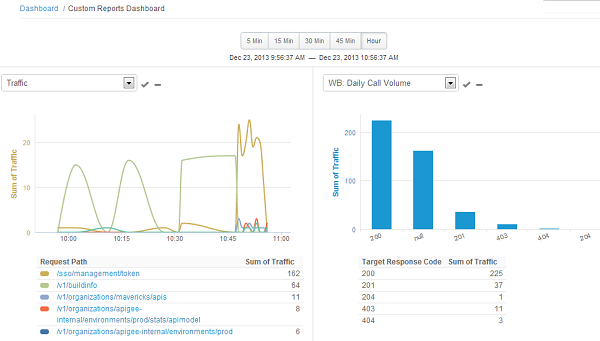 Dashboard / Custom Reports Dashboard
5 Min 15 Min 30 Min 45 Min Hour
Dec 23, 2013 9:56:37 AM — Dec 23, 2013 10:56:37 AM
Traffic
WB: Daily Call Volume
Sum of Traffic
20
10
0
10:00 10:15 10:30 10:45 11:00
Sum of Traffic
200
100
0
200 null 201 403 404 204
Request Path Sum of Traffic
/sso/management/token 162
/v1/buildinfo 64
/v1/organizations/mavericks/apis 11
/v1/organizations/apigee- 8
internal/environments/prod/stats/apimodel
/v1/organizations/apigee-internal/environments/prod 6
Target Response Code Sum of Traffic
200 225
201 37
204 1
403 11
404 3